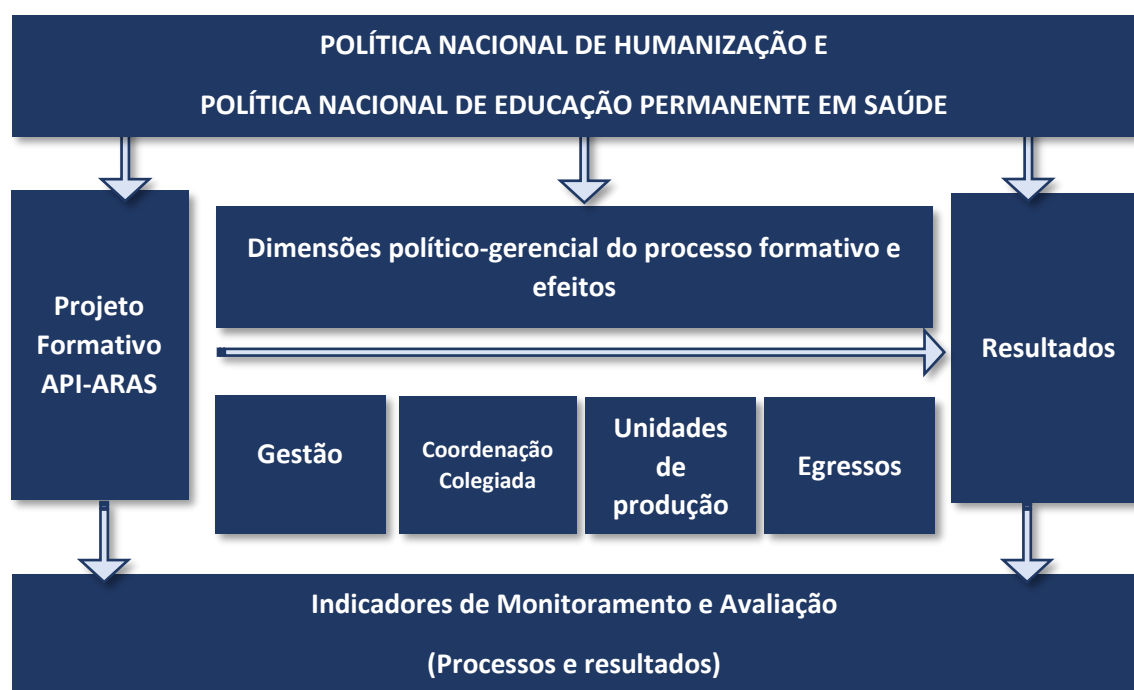 POLÍTICA NACIONAL DE HUMANIZAÇÃO E
POLÍTICA NACIONAL DE EDUCAÇÃO PERMANENTE EM SAÚDE
Projeto
Formativo
API-ARAS
Dimensões político-gerencial do processo formativo e
efeitos
Resultados
Gestão
Coordenação
Colegiada
Unidades
de
produção
Egressos
Indicadores de Monitoramento e Avaliação
(Processos e resultados)